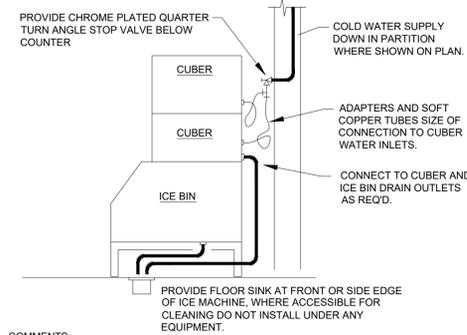 PROVIDE CHROME PLATED QUARTER
TURN ANGLE STOP VALVE BELOW
COUNTER
COLD WATER SUPPLY
DOWN IN PARTITION
WHERE SHOWN ON PLAN.
CUBER
ADAPTERS AND SOFT
COPPER TUBES SIZE OF
CONNECTION TO CUBER
WATER INLETS.
CUBER
CONNECT TO CUBER AND
ICE BIN DRAIN OUTLETS
AS REQ'D.
ICE BIN
PROVIDE FLOOR SINK AT FRONT OR SIDE EDGE
OF ICE MACHINE, WHERE ACCESSIBLE FOR
CLEANING DO NOT INSTALL UNDER ANY
EQUIPMENT.
COMMENTS: